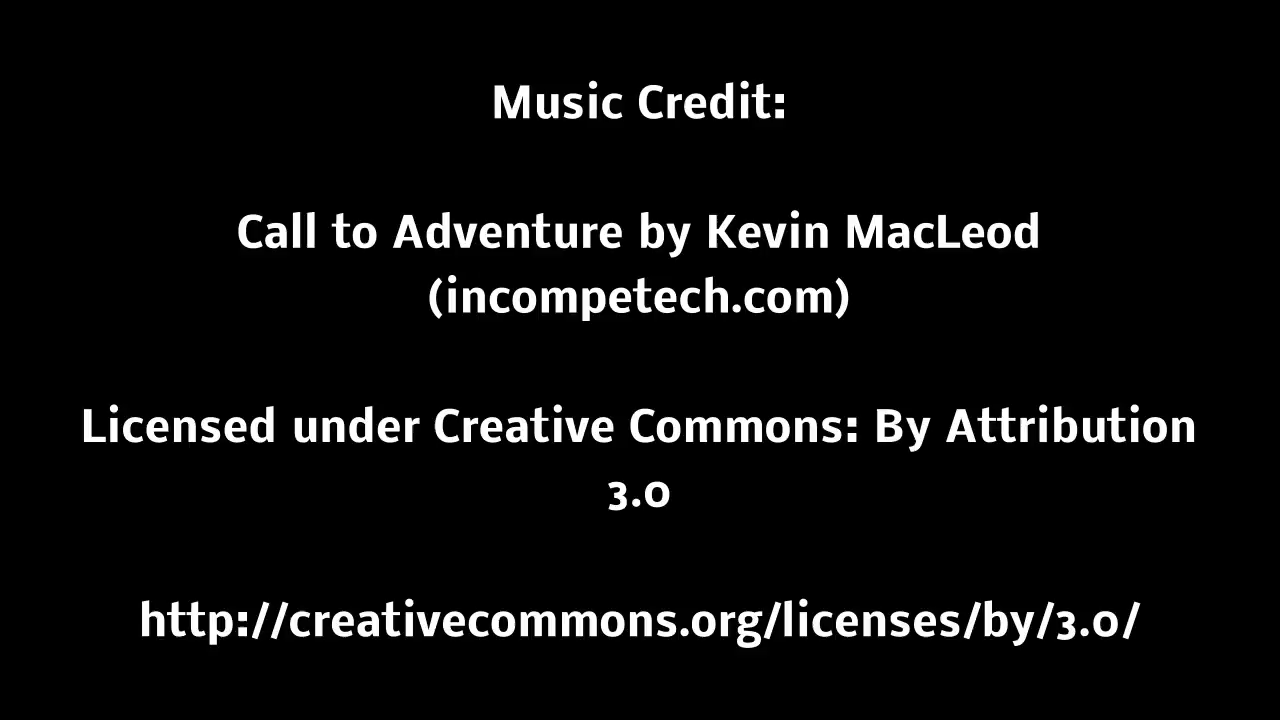 Music Credit:
Call to Adventure by Kevin MacLeod
(incompetech.com)
Licensed under Creative Commons: By Attribution
3.0
http://creativecommons.org/licenses/by/3.0/